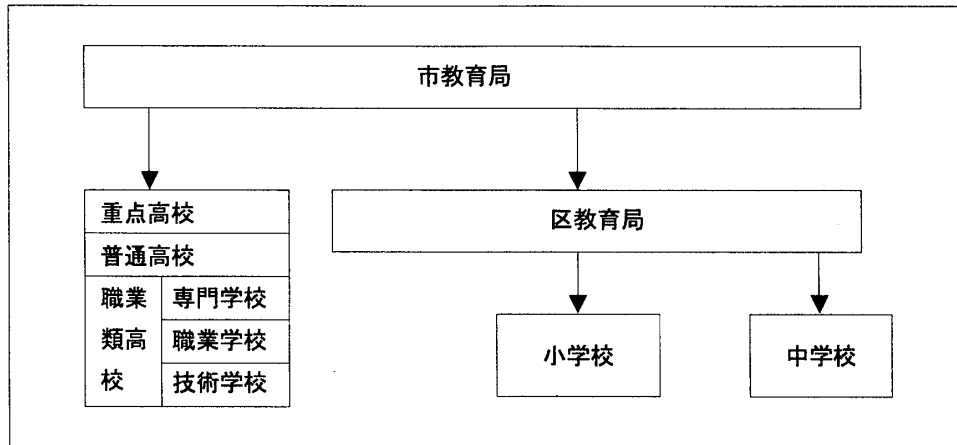 市教育局
重点高校
普通高校
職業
類高
校
専門学校
職業学校
技術学校
区教育局
小学校
中学校